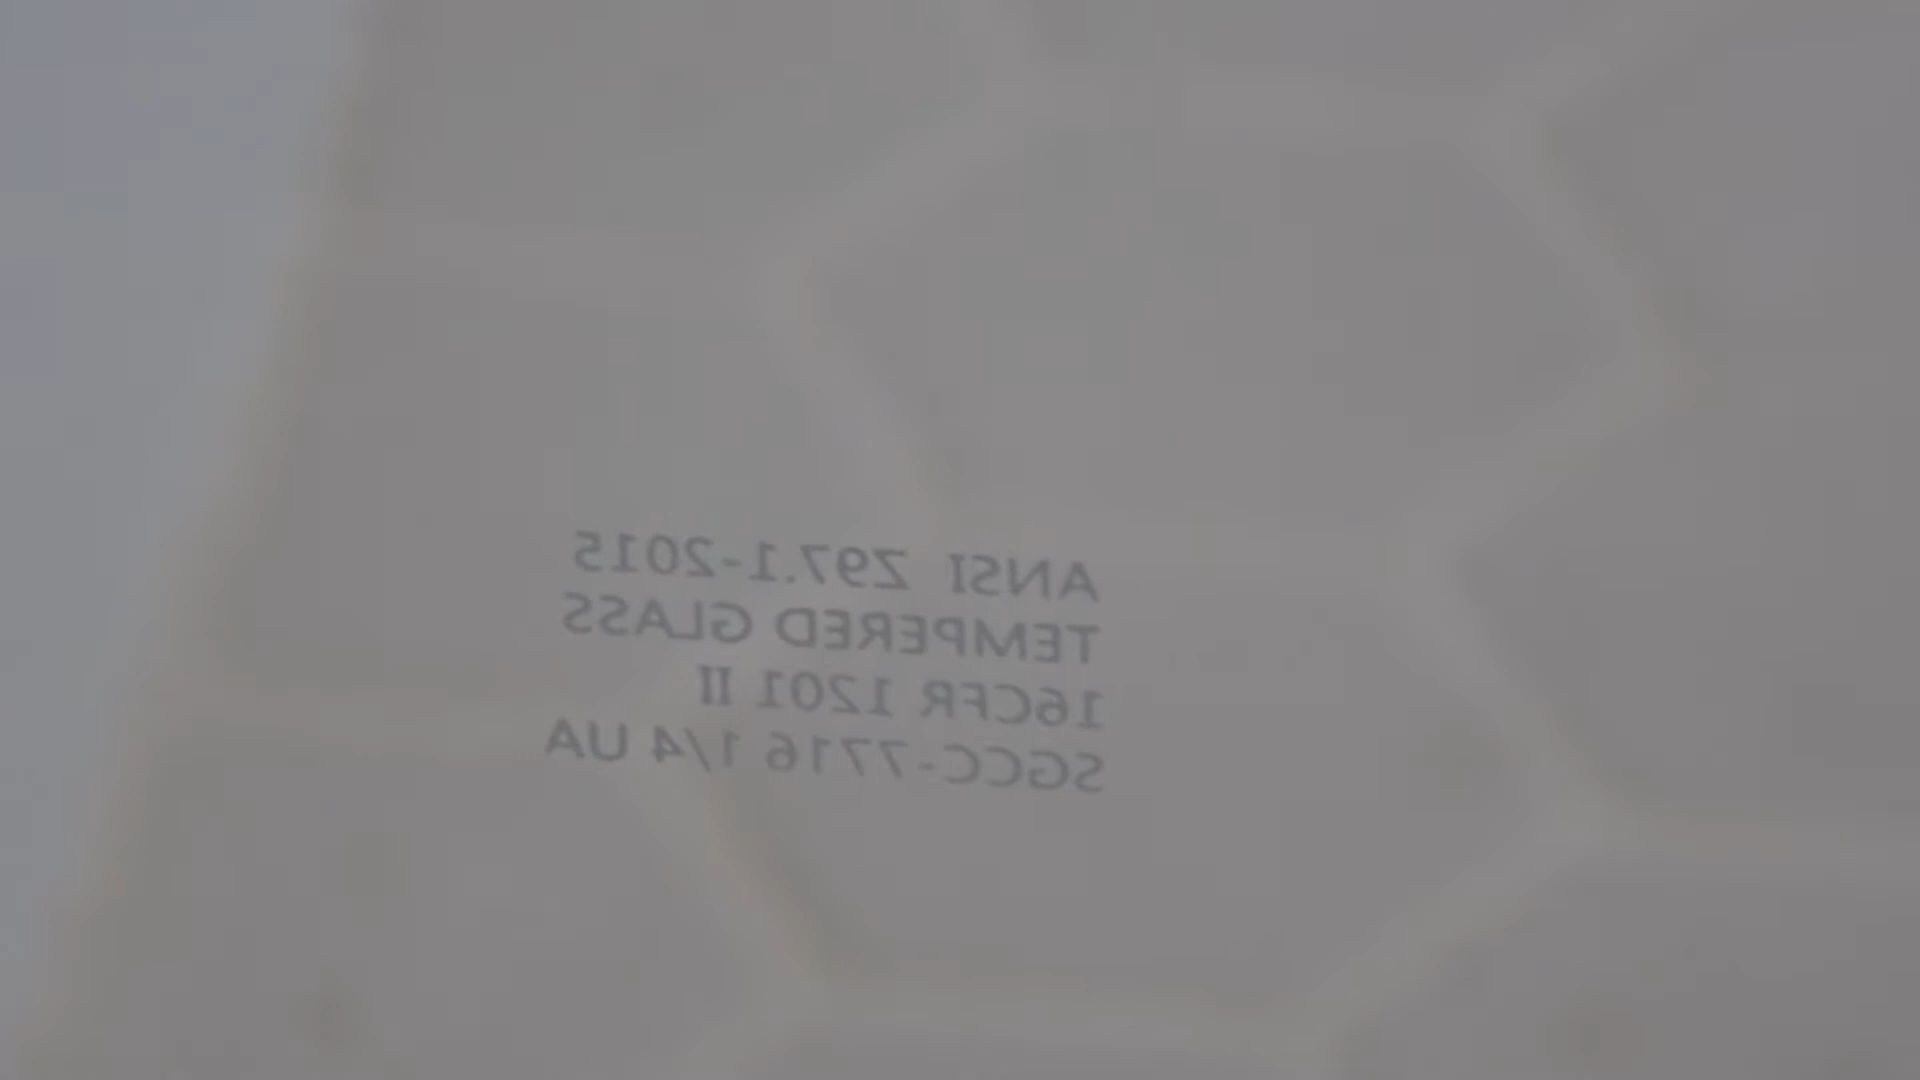 ANSI Z97.1-2015
TEMPERED GLASS
16CFR 1201 II
SGCC-7716 1/4 UA